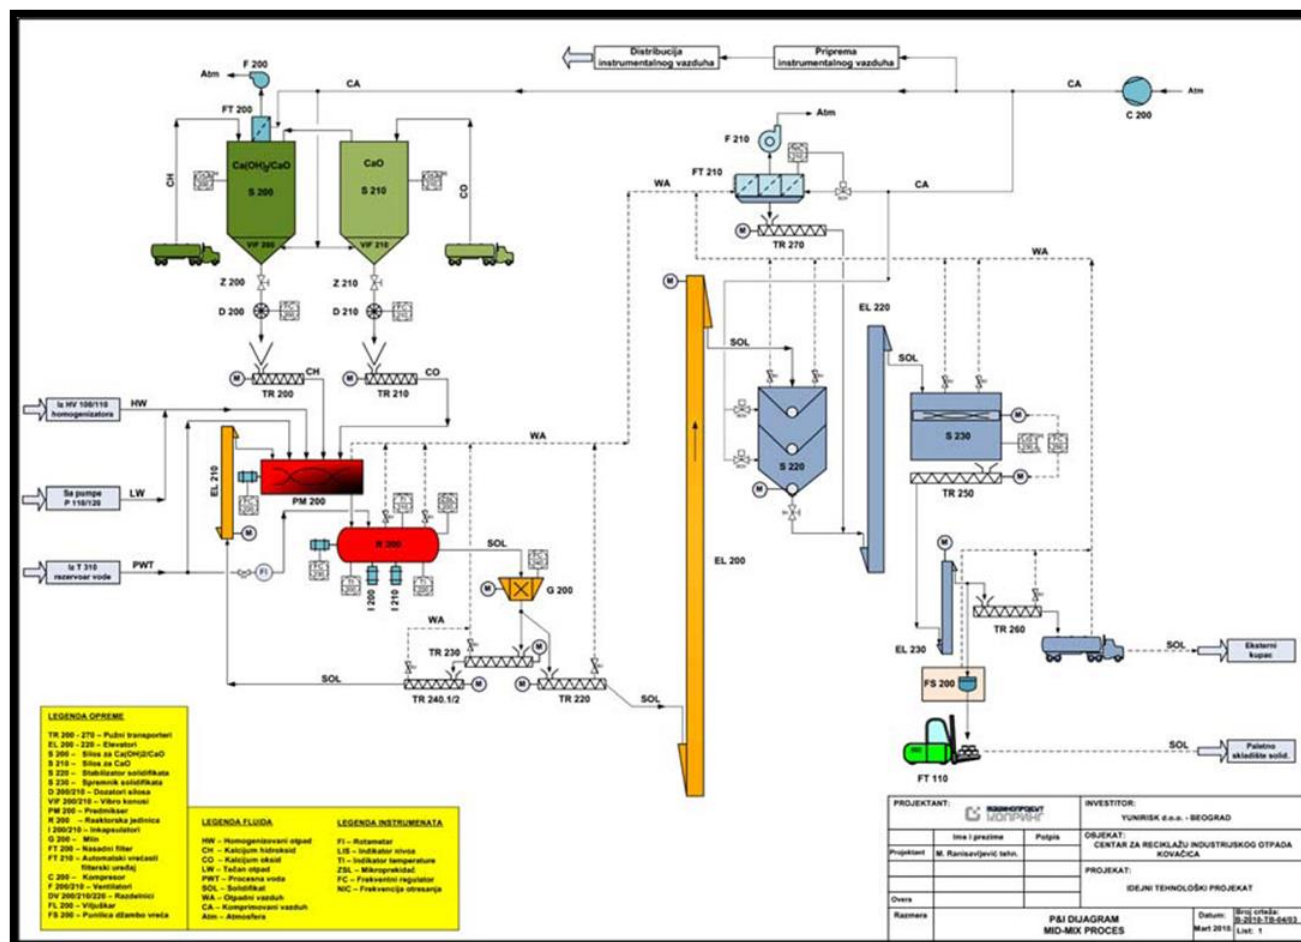 Distribucija
instrumentalnog vazduha
Priprema
instrumentalnog vazduha
F 200
Atm
FT 200
CA
CA
Atm
C 200
Atm
F 210
FT 210
WA
CA
CH
Ca(OH)₂/CaO
S 200
VIF 200
CaO
S 210
VIF 210
CO
M
TR 270
WA
Z 200
Z 210
D 200
D 210
M
EL 220
SOL
SOL
M
TR 200
CH
M
TR 210
CO
Iz HV 100/110
homogenizatora
HW
EL 210
WA
S 220
M
S 230
M
M
TR 250
Sa pumpe
P 110/120
LW
PM 200
M
R 200
SOL
EL 200
M
Iz T 310
rezervoar vode
PWT
FI
I 200
I 210
M
G 200
M
TR 260
EL 230
WA
TR 230
M
SOL
TR 240.1/2
M
M
TR 220
SOL
FS 200
SOL
Eksterni
kupac
SOL
Paletno
skladište solid.
FT 110
LEGENDA OPREME
TR 200 - 270 – Pužni transporteri
EL 200 - 220 – Elevatori
S 200 – Silos za Ca(OH)2/CaO
S 210 – Silos za CaO
S 220 – Stabilizator solidifikata
S 230 – Spremnik solidifikata
D 200/210 – Dozatori silosa
VIF 200/210 – Vibro konusi
PM 200 – Predmikser
R 200 – Reaktorska jedinica
I 200/210 – Inkapsulatori
G 200 – Mlin
FT 200 – Nasadni filter
FT 210 – Automatski vrećasti
filterski uređaj
C 200 – Kompresor
F 200/210 – Ventilatori
DV 200/210/220 – Razdelnici
FL 200 – Viljuškar
FS 200 – Punilica džambo vreća
LEGENDA FLUIDA
HW – Homogenizovani otpad
CH – Kalcijum hidroksid
CO – Kalcijum oksid
LW – Tečan otpad
PWT – Procesna voda
SOL – Solidifikat
WA – Otpadni vazduh
CA – Komprimovani vazduh
Atm – Atmosfera
LEGENDA INSTRUMENATA
FI – Rotametar
LIS – Indikator nivoa
TI – Indikator temperature
ZSL – Mikroprekidač
FC – Frekventni regulator
NIC – Frekvencija otresanja
PROJEKTANT:
INVESTITOR:
YUNIRISK d.o.o. - BEOGRAD
Ime i prezime
Potpis
OBJEKAT:
CENTAR ZA RECIKLAŽU INDUSTRIJSKOG OTPADA
KOVAČICA
Projektant
M. Ranisavljević tehn.
PROJEKAT:
IDEJNI TEHNOLOŠKI PROJEKAT
Overa
Razmera
P&I DIJAGRAM
MID-MIX PROCES
Datum:
Mart 2010.
Broj crteža:
B-2010-TB-04/03
List: 1